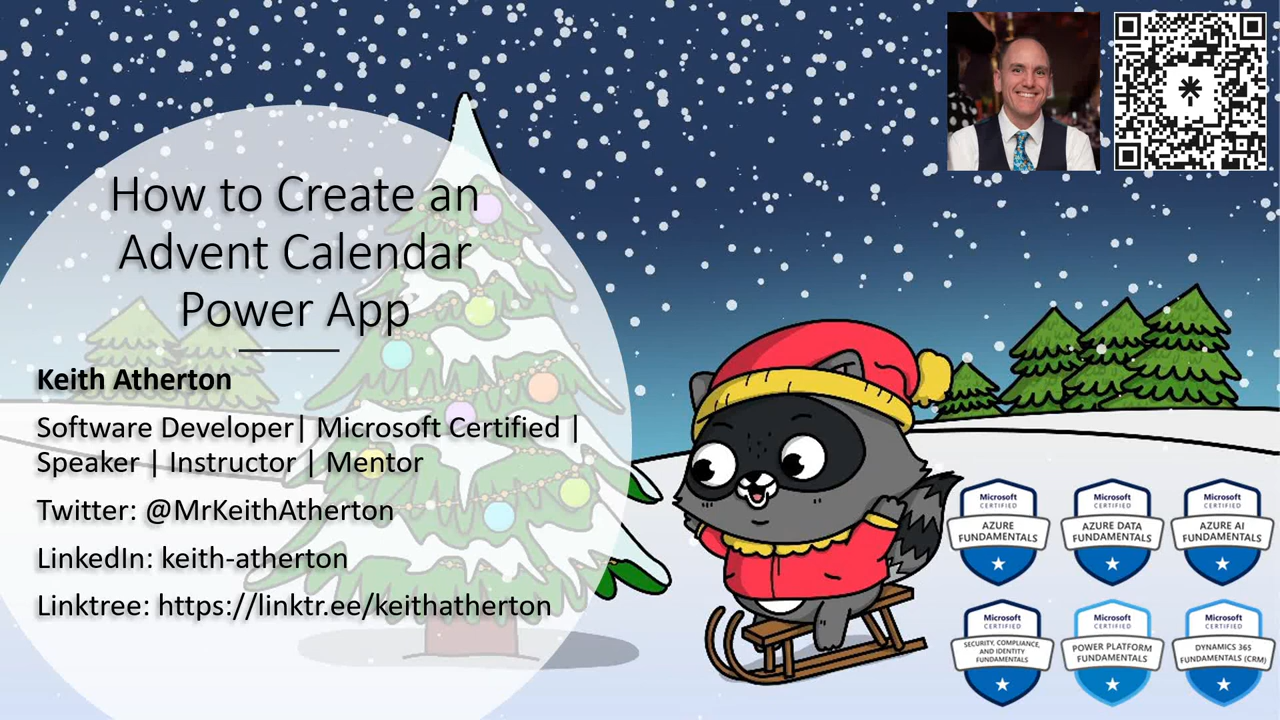 How to Create an
Advent Calendar
Power App
Keith Atherton
Software Developer| Microsoft Certified |
Speaker | Instructor | Mentor
Twitter: @MrKeithAtherton
LinkedIn: keith-atherton
Linktree: https://linktr.ee/keithatherton
Microsoft
CERTIFIED
AZURE
FUNDAMENTALS
Microsoft
CERTIFIED
AZURE DATA
FUNDAMENTALS
Microsoft
CERTIFIED
AZURE AI
FUNDAMENTALS
Microsoft
CERTIFIED
SECURITY, COMPLIANCE,
AND IDENTITY
FUNDAMENTALS
Microsoft
CERTIFIED
POWER PLATFORM
FUNDAMENTALS
Microsoft
CERTIFIED
DYNAMICS 365
FUNDAMENTALS (CRM)